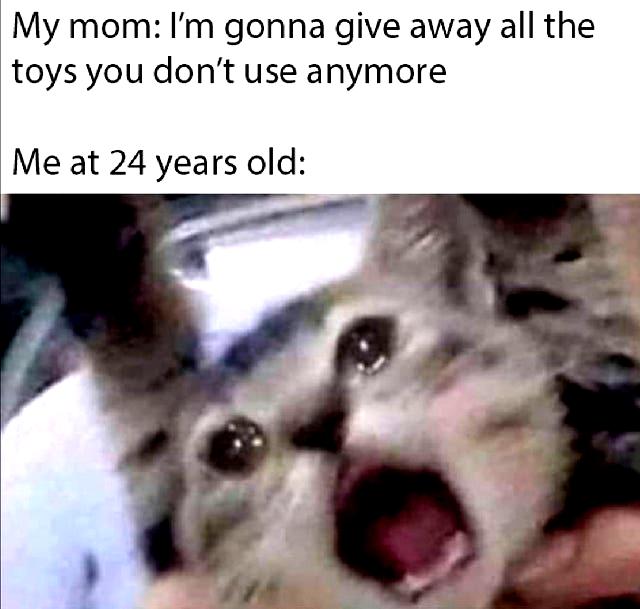 My mom: I’m gonna give away all the
toys you don’t use anymore
Me at 24 years old: